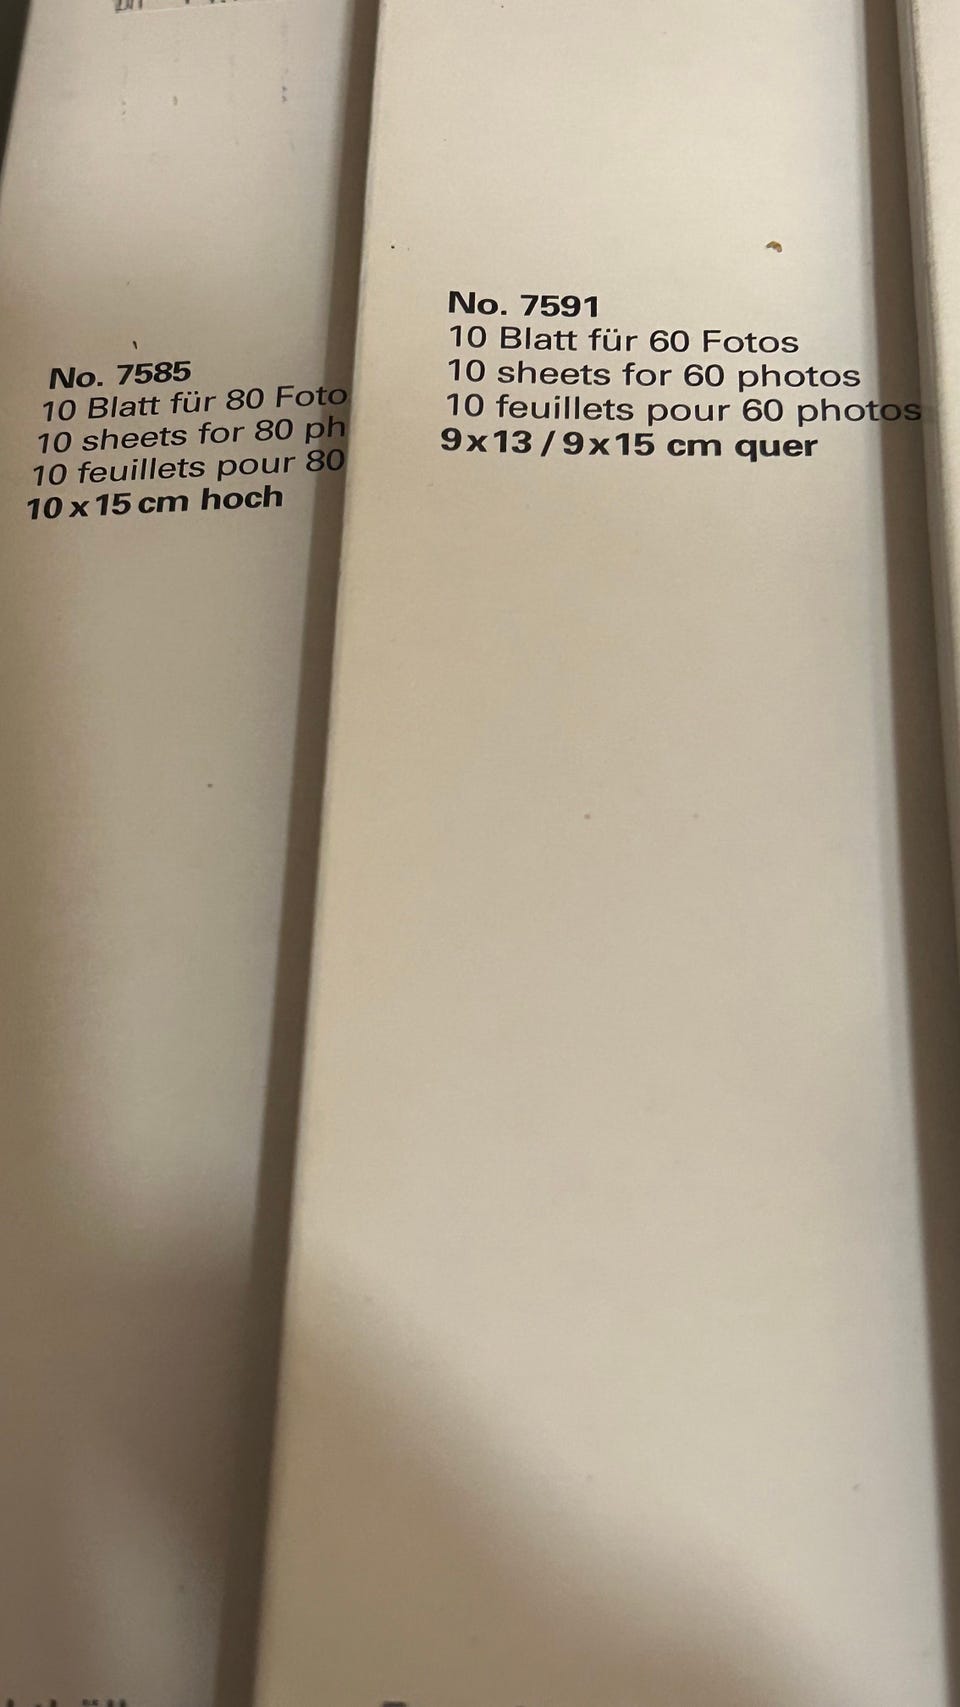 No. 7585
10 Blatt für 80 Foto
10 sheets for 80 ph
10 feuillets pour 80
10 x 15 cm hoch
No. 7591
10 Blatt für 60 Fotos
10 sheets for 60 photos
10 feuillets pour 60 photos
9x13 / 9x15 cm quer